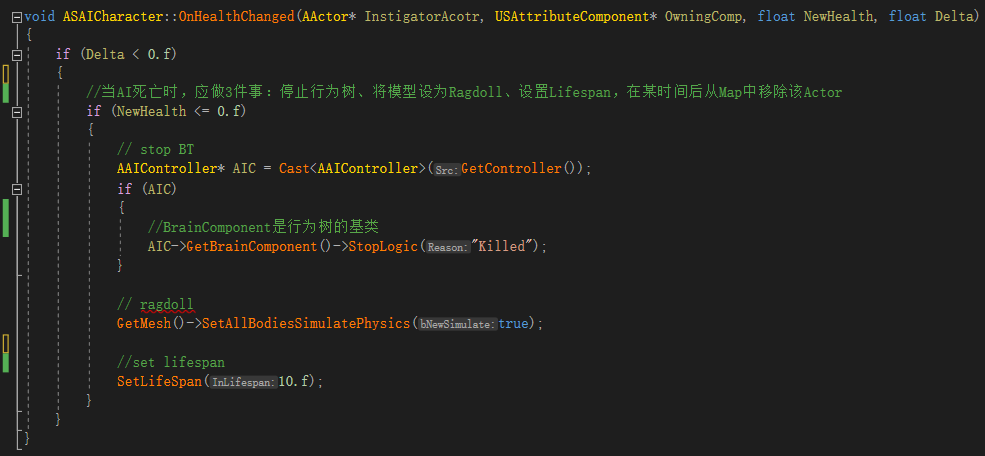 void ASAICharacter::OnHealthChanged(AActor* InstigatorAcotr, USAttributeComponent* OwningComp, float NewHealth, float Delta)
{
if (Delta < 0.f)
{
//当AI死亡时，应做3件事：停止行为树、将模型设为Ragdoll、设置Lifespan，在某时间后从Map中移除该Actor
if (NewHealth <= 0.f)
{
// stop BT
AAIController* AIC = Cast<AAIController>(Src:GetController());
if (AIC)
{
//BrainComponent是行为树的基类
AIC->GetBrainComponent()->StopLogic(Reason:"Killed");
}
// ragdoll
GetMesh()->SetAllBodiesSimulatePhysics(bNewSimulate:true);
//set lifespan
SetLifeSpan(InLifespan:10.f);
}
}
}